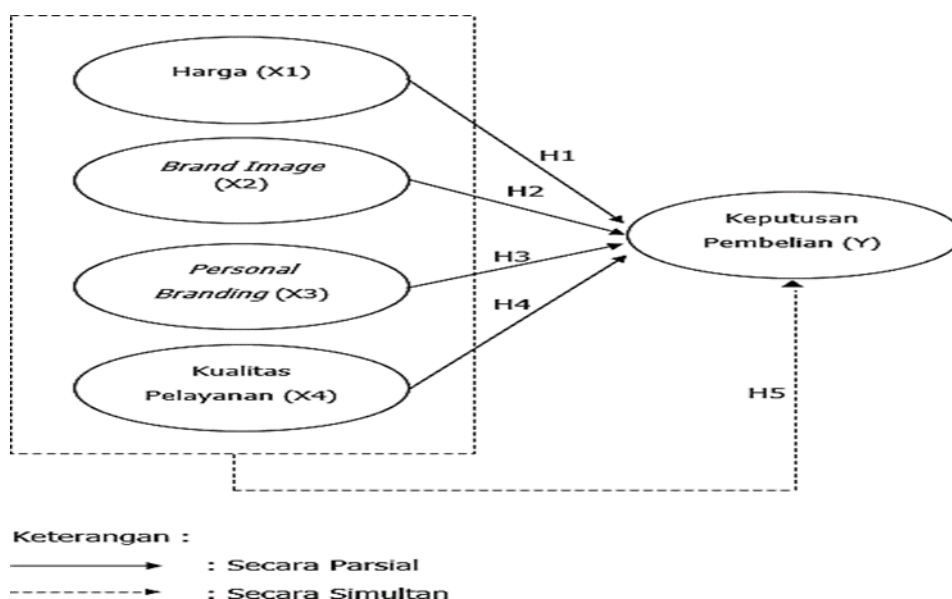 Harga (X1)
H1
Brand Image
(X2)
H2
Keputusan
Pembelian (Y)
Personal
Branding (X3)
H3
H4
Kualitas
Pelayanan (X4)
H5
Keterangan :
: Secara Parsial
: Secara Simultan